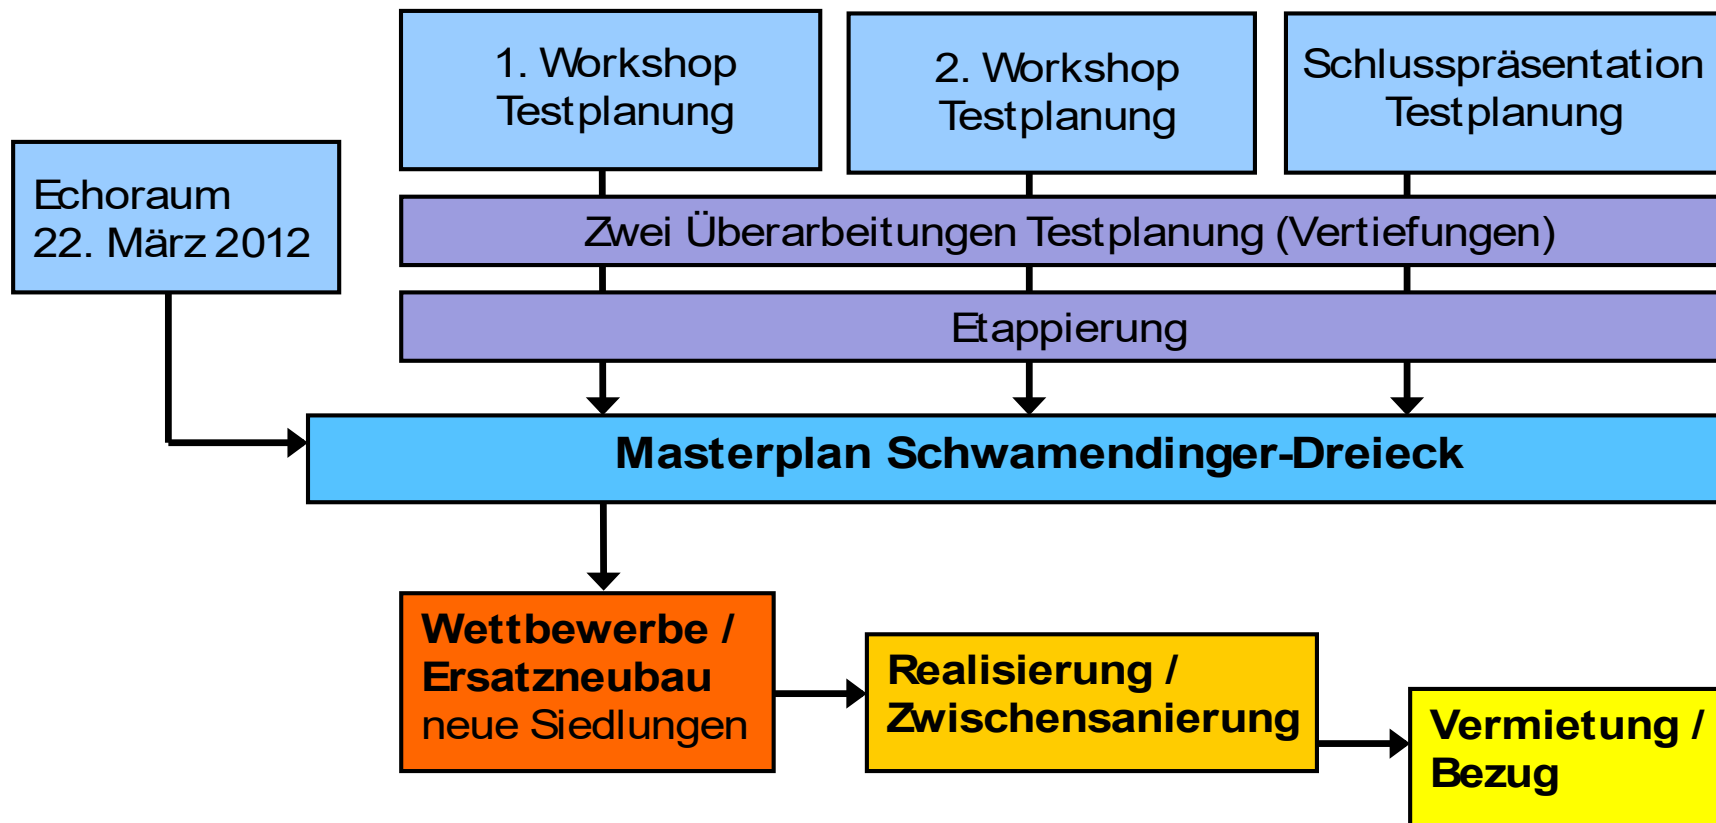 1. Workshop
Testplanung
2. Workshop
Testplanung
Schlusspräsentation
Testplanung
Echoraum
22. März 2012
Zwei Überarbeitungen Testplanung (Vertiefungen)
Etappierung
Masterplan Schwamendinger-Dreieck
Wettbewerbe /
Ersatzneubau
neue Siedlungen
Realisierung /
Zwischensanierung
Vermietung /
Bezug